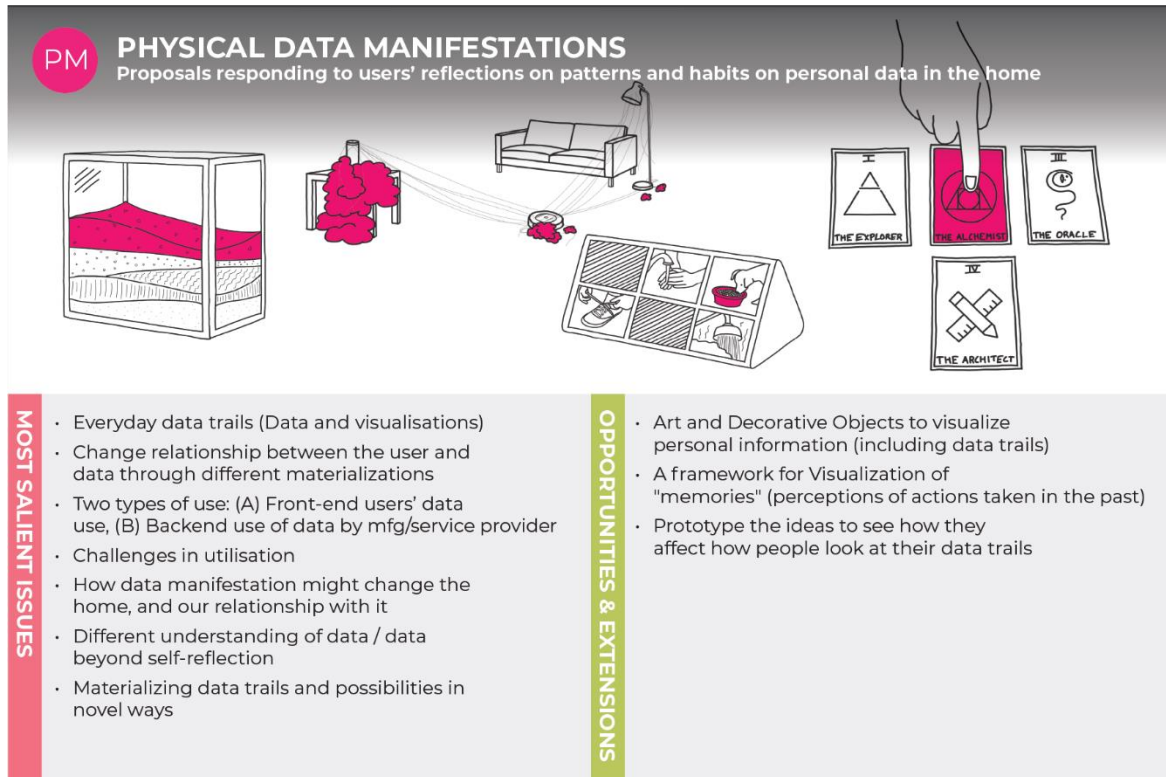 PM
PHYSICAL DATA MANIFESTATIONS
Proposals responding to users' reflections on patterns and habits on personal data in the home
I
THE EXPLORER
THE ALCHEMIST
III
THE ORACLE
IV
THE ARCHITECT
MOST SALIENT ISSUES
• Everyday data trails (Data and visualisations)
• Change relationship between the user and
data through different materializations
• Two types of use: (A) Front-end users' data
use, (B) Backend use of data by mfg/service provider
• Challenges in utilisation
• How data manifestation might change the
home, and our relationship with it
• Different understanding of data / data
beyond self-reflection
• Materializing data trails and possibilities in
novel ways
OPPORTUNITIES & EXTENSIONS
• Art and Decorative Objects to visualize
personal information (including data trails)
• A framework for Visualization of
"memories" (perceptions of actions taken in the past)
• Prototype the ideas to see how they
affect how people look at their data trails